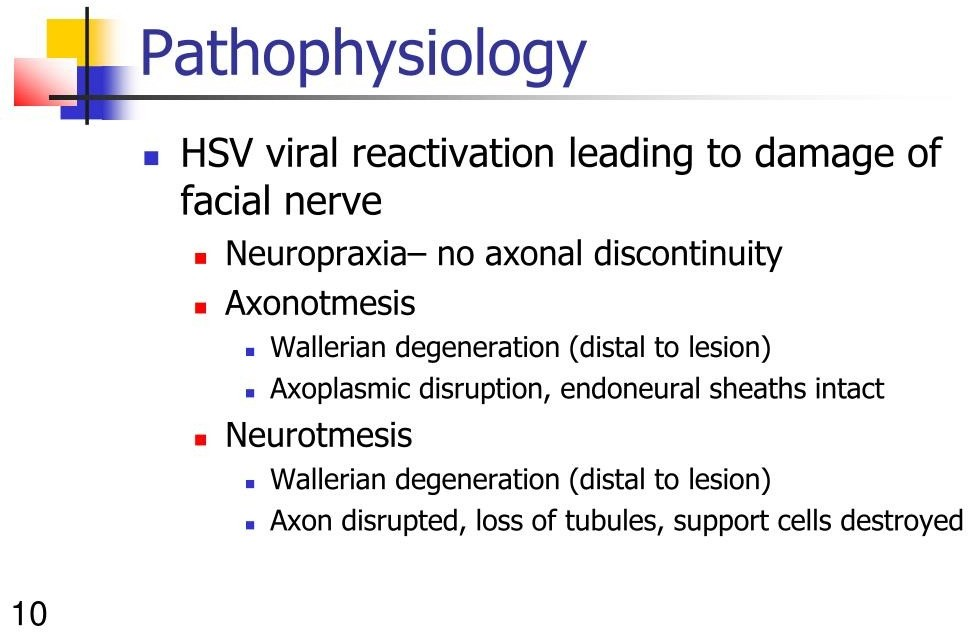 Pathophysiology
HSV viral reactivation leading to damage of
facial nerve
Neuropraxia– no axonal discontinuity
Axonotmesis
Wallerian degeneration (distal to lesion)
Axoplasmic disruption, endoneural sheaths intact
Neurotmesis
Wallerian degeneration (distal to lesion)
Axon disrupted, loss of tubules, support cells destroyed
10